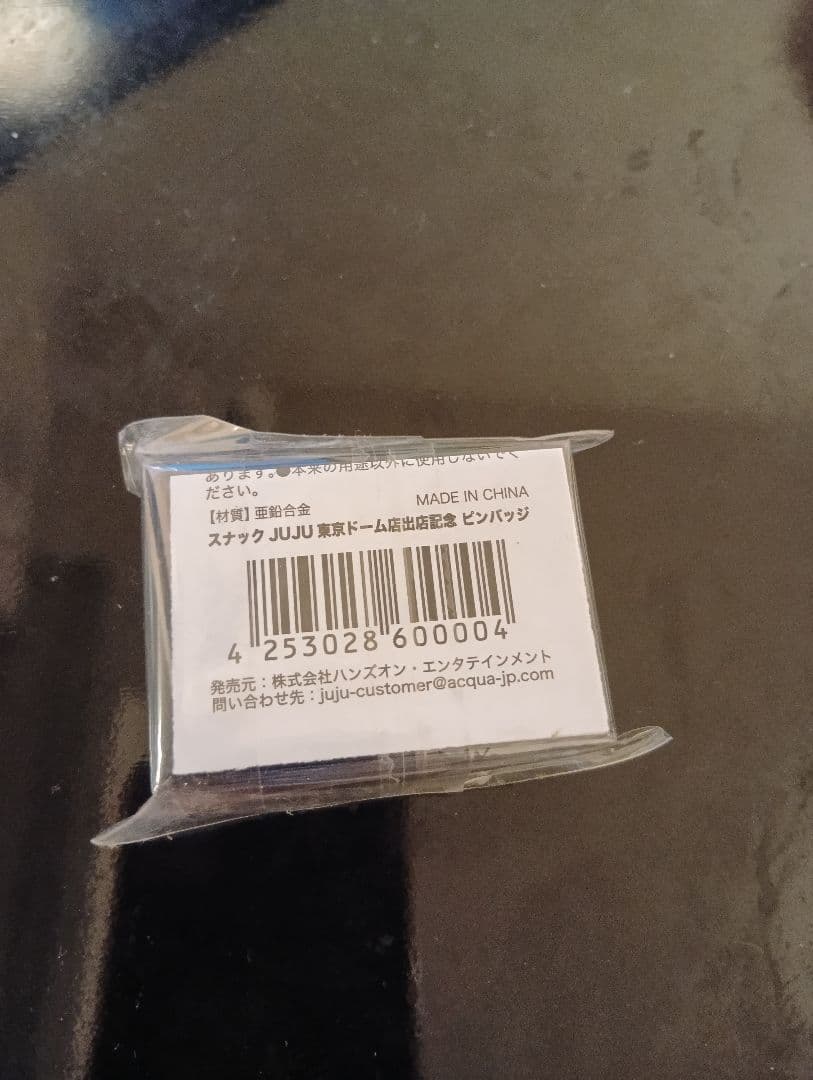 あります。●本来の用途以外に使用しないでく
ださい。
【材質】亜鉛合金
MADE IN CHINA
スナック JUJU 東京ドーム店出店記念 ピンバッジ
4 253028 600004
発売元：株式会社ハンズオン・エンタテインメント
問い合わせ先：juju-customer@acqua-jp.com